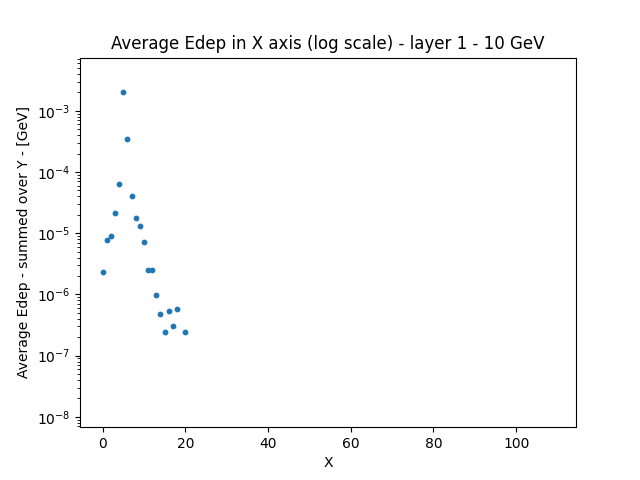 Average Edep in X axis (log scale) - layer 1 - 10 GeV
Average Edep - summed over Y - [GeV]
10⁻³
10⁻⁴
10⁻⁵
10⁻⁶
10⁻⁷
10⁻⁸
0 20 40 60 80 100
X